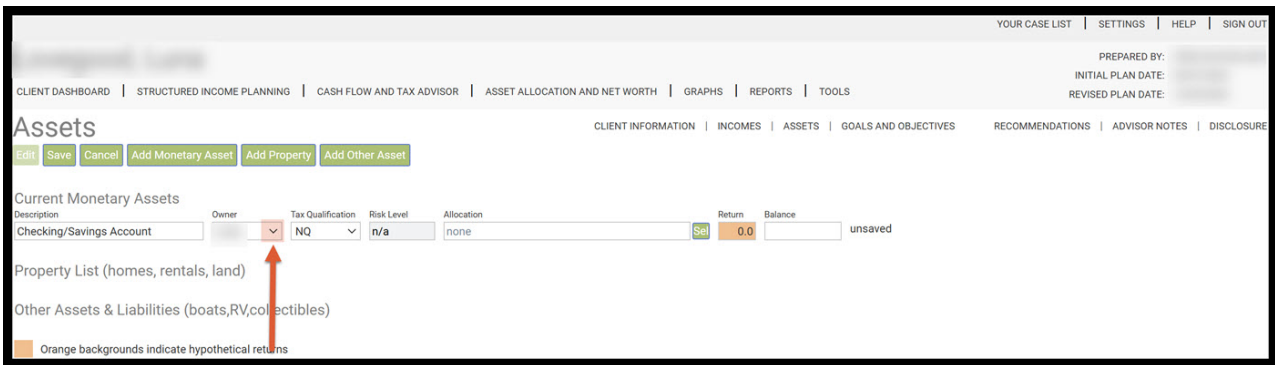 YOUR CASE LIST | SETTINGS | HELP | SIGN OUT
PREPARED BY:
INITIAL PLAN DATE:
REVISED PLAN DATE:
CLIENT DASHBOARD | STRUCTURED INCOME PLANNING | CASH FLOW AND TAX ADVISOR | ASSET ALLOCATION AND NET WORTH | GRAPHS | REPORTS | TOOLS
Assets
CLIENT INFORMATION | INCOMES | ASSETS | GOALS AND OBJECTIVES RECOMMENDATIONS | ADVISOR NOTES | DISCLOSURE
Edit Save Cancel Add Monetary Asset Add Property Add Other Asset
Current Monetary Assets
Description Owner Tax Qualification Risk Level Allocation Return Balance
Checking/Savings Account NQ n/a none Sel 0.0 unsaved
Property List (homes, rentals, land)
Other Assets & Liabilities (boats,RV,collectibles)
Orange backgrounds indicate hypothetical returns